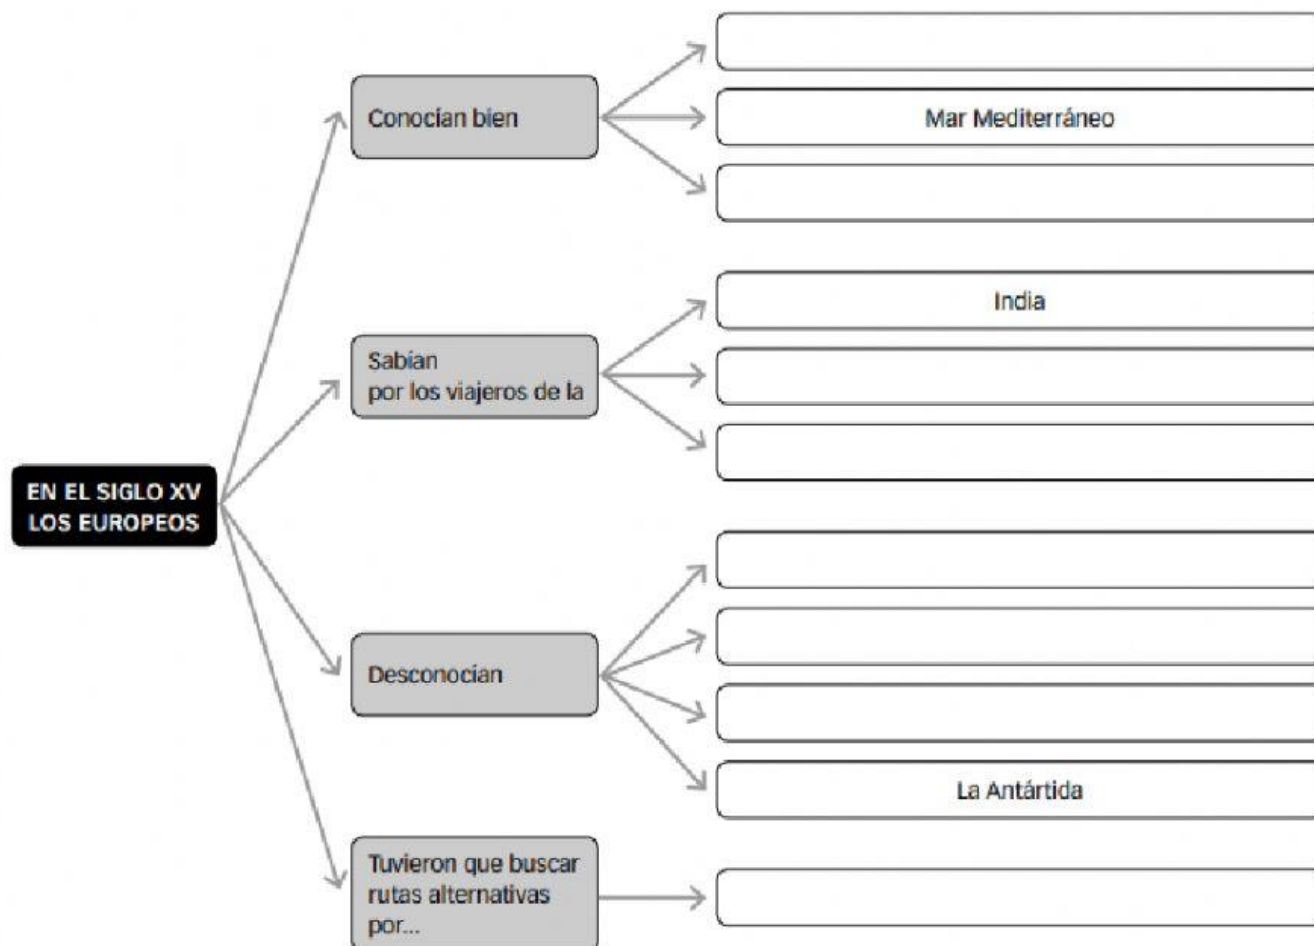 Conocían bien
Mar Mediterráneo
India
Sabían
por los viajeros de la
EN EL SIGLO XV
LOS EUROPEOS
Desconocían
La Antártida
Tuvieron que buscar
rutas alternativas
por...